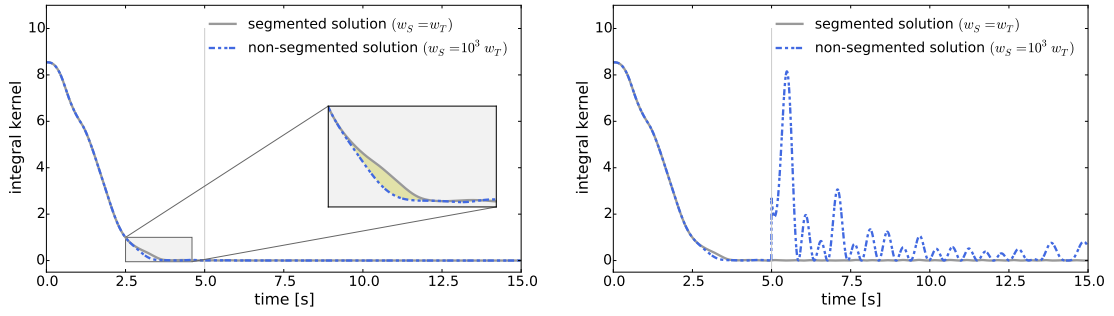 segmented solution (w_S = w_T)
non-segmented solution (w_S = 10^3 w_T)
integral kernel
10
8
6
4
2
0
0.0 2.5 5.0 7.5 10.0 12.5 15.0
time [s]
segmented solution (w_S = w_T)
non-segmented solution (w_S = 10^3 w_T)
integral kernel
10
8
6
4
2
0
0.0 2.5 5.0 7.5 10.0 12.5 15.0
time [s]